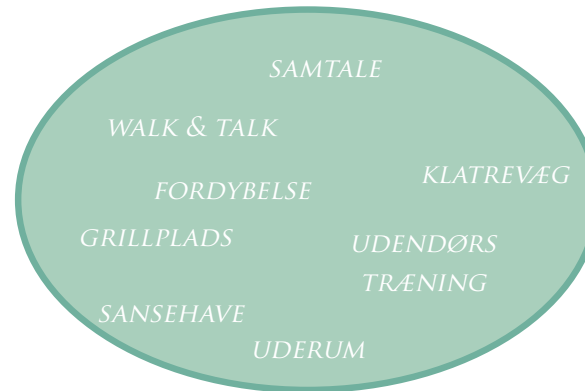 SAMTALE
WALK & TALK
KLATREVÆG
FORDYBELSE
GRILLPLADS
UDENDØRS
TRÆNING
SANSEHAVE
UDERUM